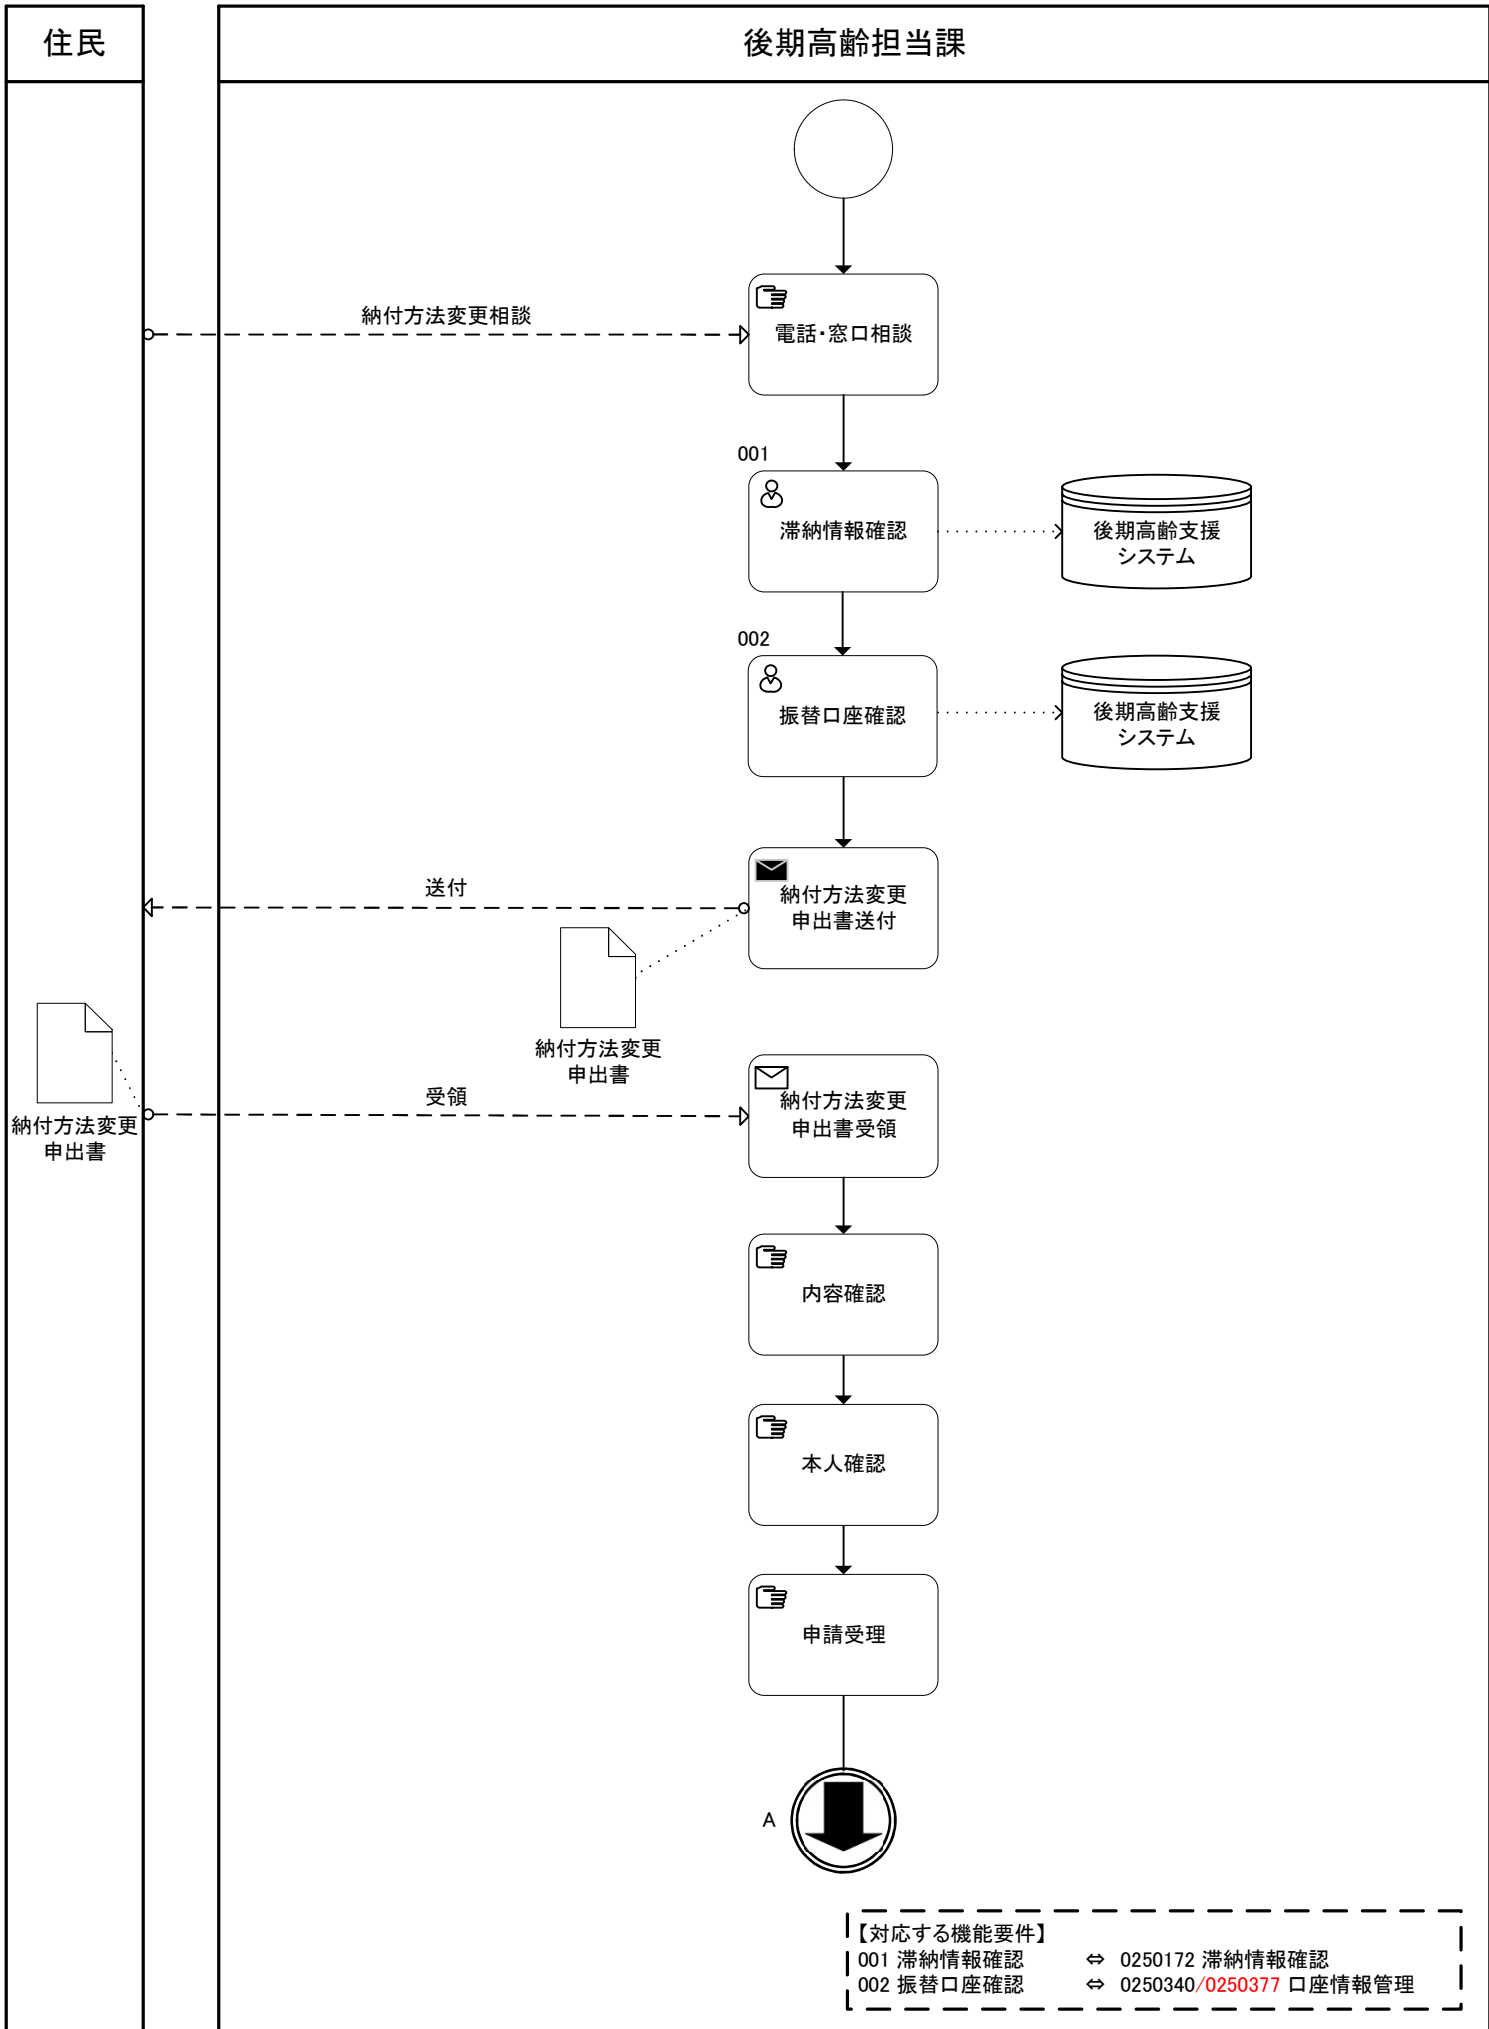 住民
後期高齢担当課
納付方法変更相談
電話・窓口相談
001
滞納情報確認
後期高齢支援
システム
002
振替口座確認
後期高齢支援
システム
送付
納付方法変更
申出書送付
納付方法変更
申出書
納付方法変更
申出書
受領
納付方法変更
申出書受領
内容確認
本人確認
申請受理
A
【対応する機能要件】
001 滞納情報確認 ⇔ 0250172 滞納情報確認
002 振替口座確認 ⇔ 0250340/0250377 口座情報管理